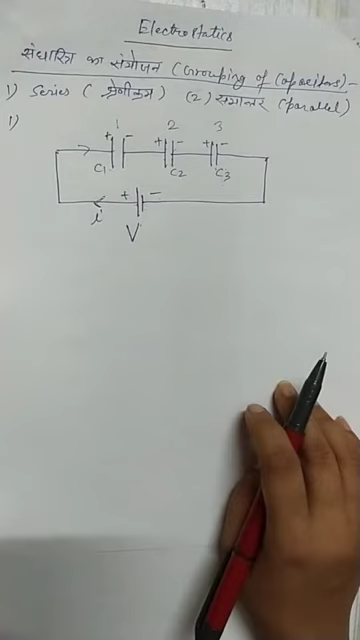 Electrostatics
संधारित्र का संयोजन (Grouping of Capacitors) -
1) Series ( श्रेणीक्रम ) (2) समान्तर (parallel)
1)
1 2 3
+ - + - + -
C1 C2 C3
+ -
i
V